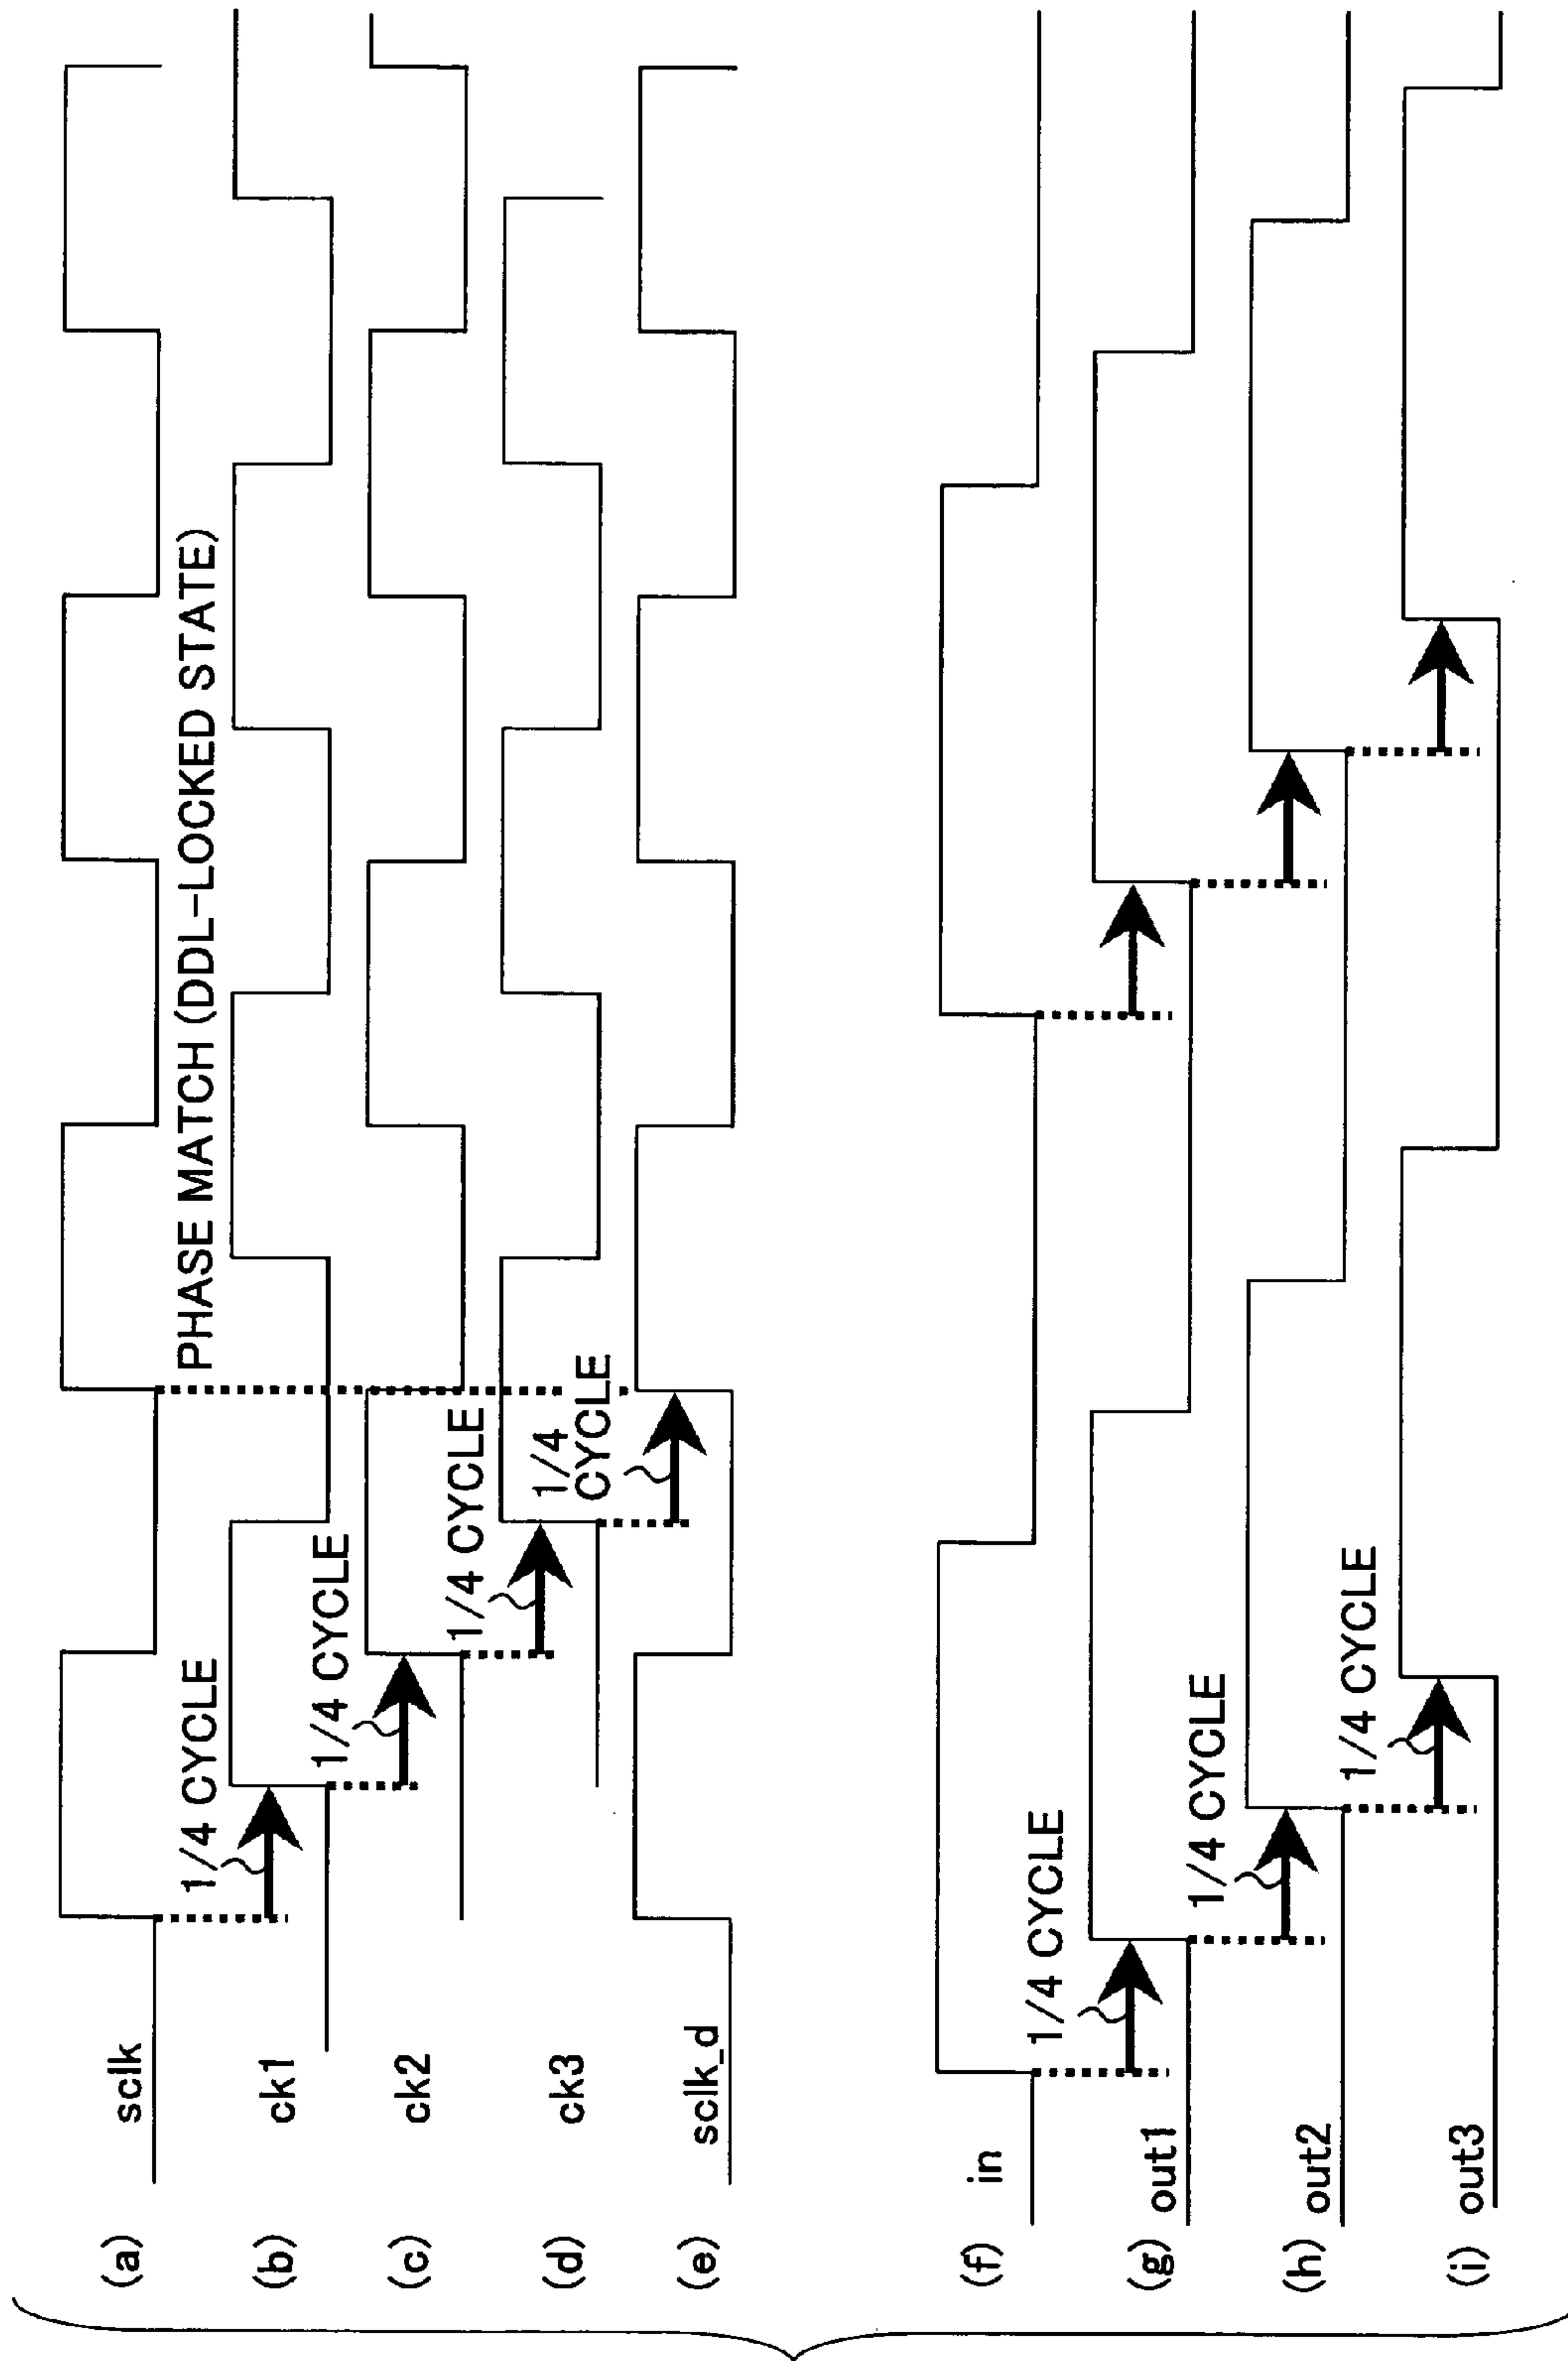 (a) sclk
PHASE MATCH (DDL-LOCKED STATE)
1/4 CYCLE
(b) ck1
1/4 CYCLE
(c) ck2
1/4 CYCLE
(d) ck3
1/4
CYCLE
(e) sclk_d
(f) in
1/4 CYCLE
(g) out1
1/4 CYCLE
(h) out2
1/4 CYCLE
(i) out3